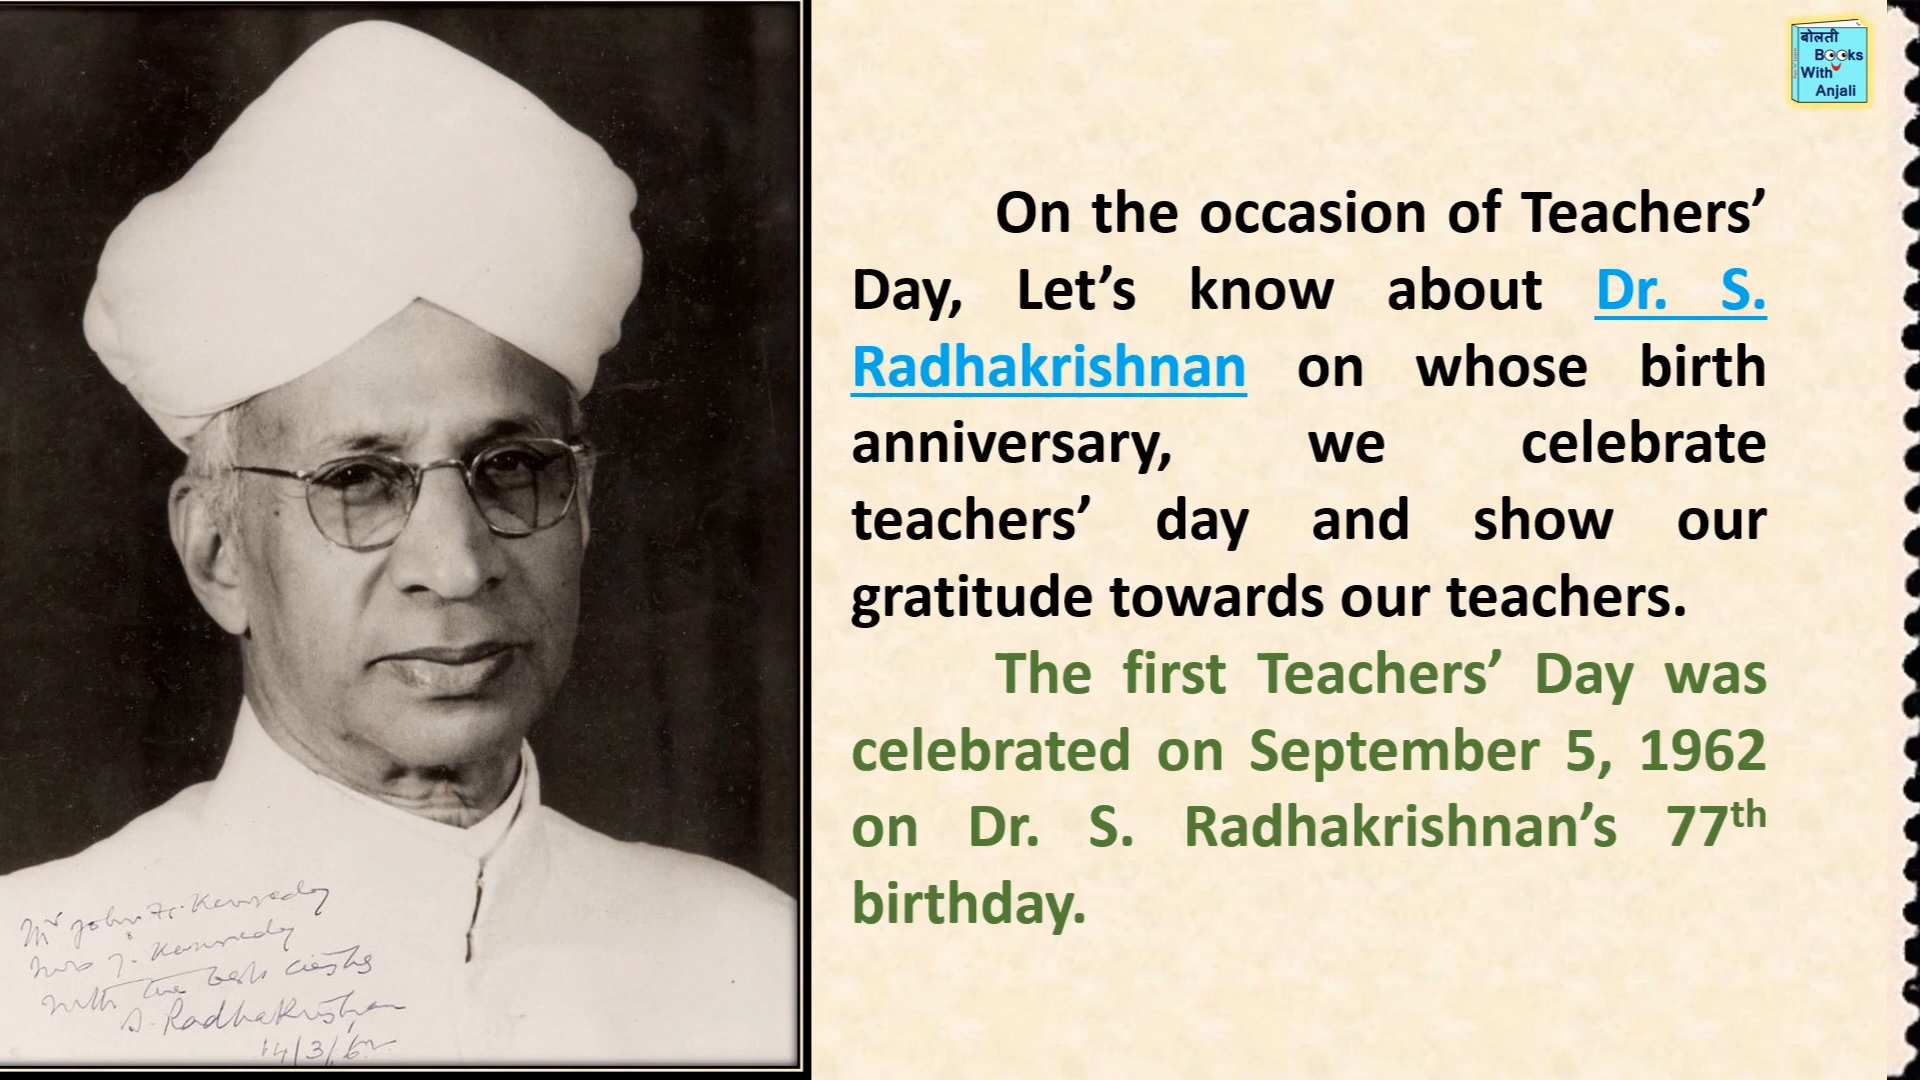 बोलती
Books
With
Anjali
On the occasion of Teachers’
Day, Let’s know about Dr. S.
Radhakrishnan on whose birth
anniversary, we celebrate
teachers’ day and show our
gratitude towards our teachers.
The first Teachers’ Day was
celebrated on September 5, 1962
on Dr. S. Radhakrishnan’s 77th
birthday.
Mr John F. Kennedy
Mrs J. Kennedy
with the best wishes
S. Radhakrishnan
14/3/62